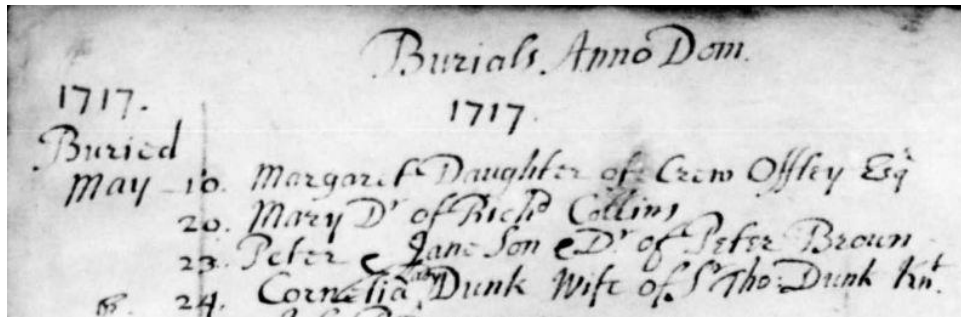 Burials Anno Dom.
1717.
1717
Buried
May 10. Margaret Daughter of Crew Offley Esqr
20. Mary Dr of Richd Collins
23. Peter & Jane Son & Dr of Peter Brown
24. Cornelia Lady Dunk Wife of Sr Tho: Dunk Knt.